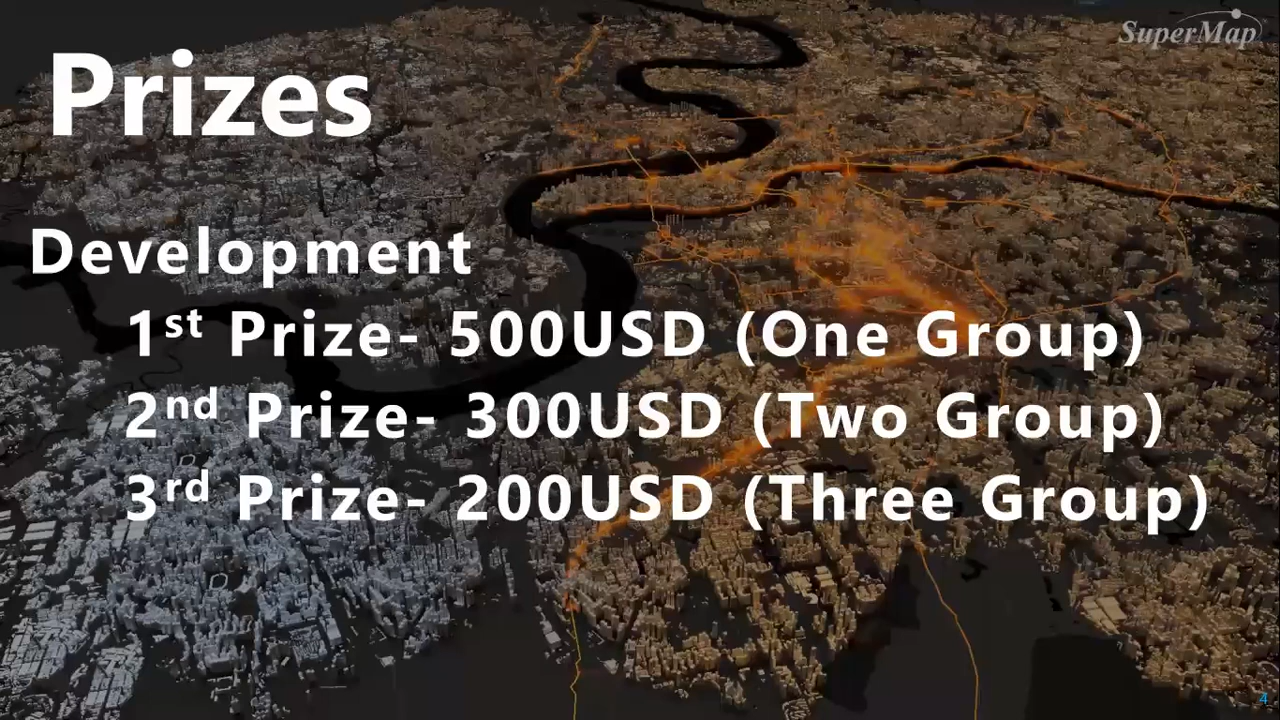 SuperMap
Prizes
Development
1st Prize- 500USD (One Group)
2nd Prize- 300USD (Two Group)
3rd Prize- 200USD (Three Group)
4